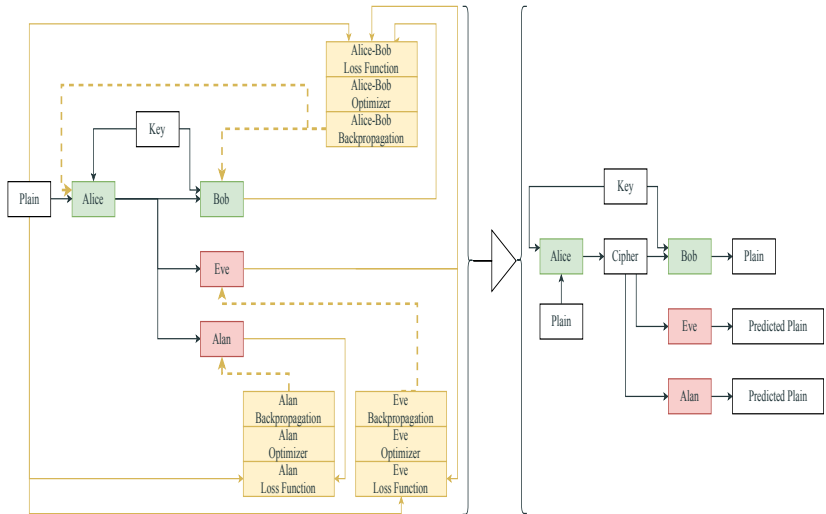 Alice-Bob
Loss Function
Alice-Bob
Optimizer
Alice-Bob
Backpropagation
Key
Plain
Alice
Bob
Eve
Alan
Alan
Backpropagation
Alan
Optimizer
Alan
Loss Function
Eve
Backpropagation
Eve
Optimizer
Eve
Loss Function
Key
Alice
Cipher
Bob
Plain
Plain
Eve
Predicted Plain
Alan
Predicted Plain